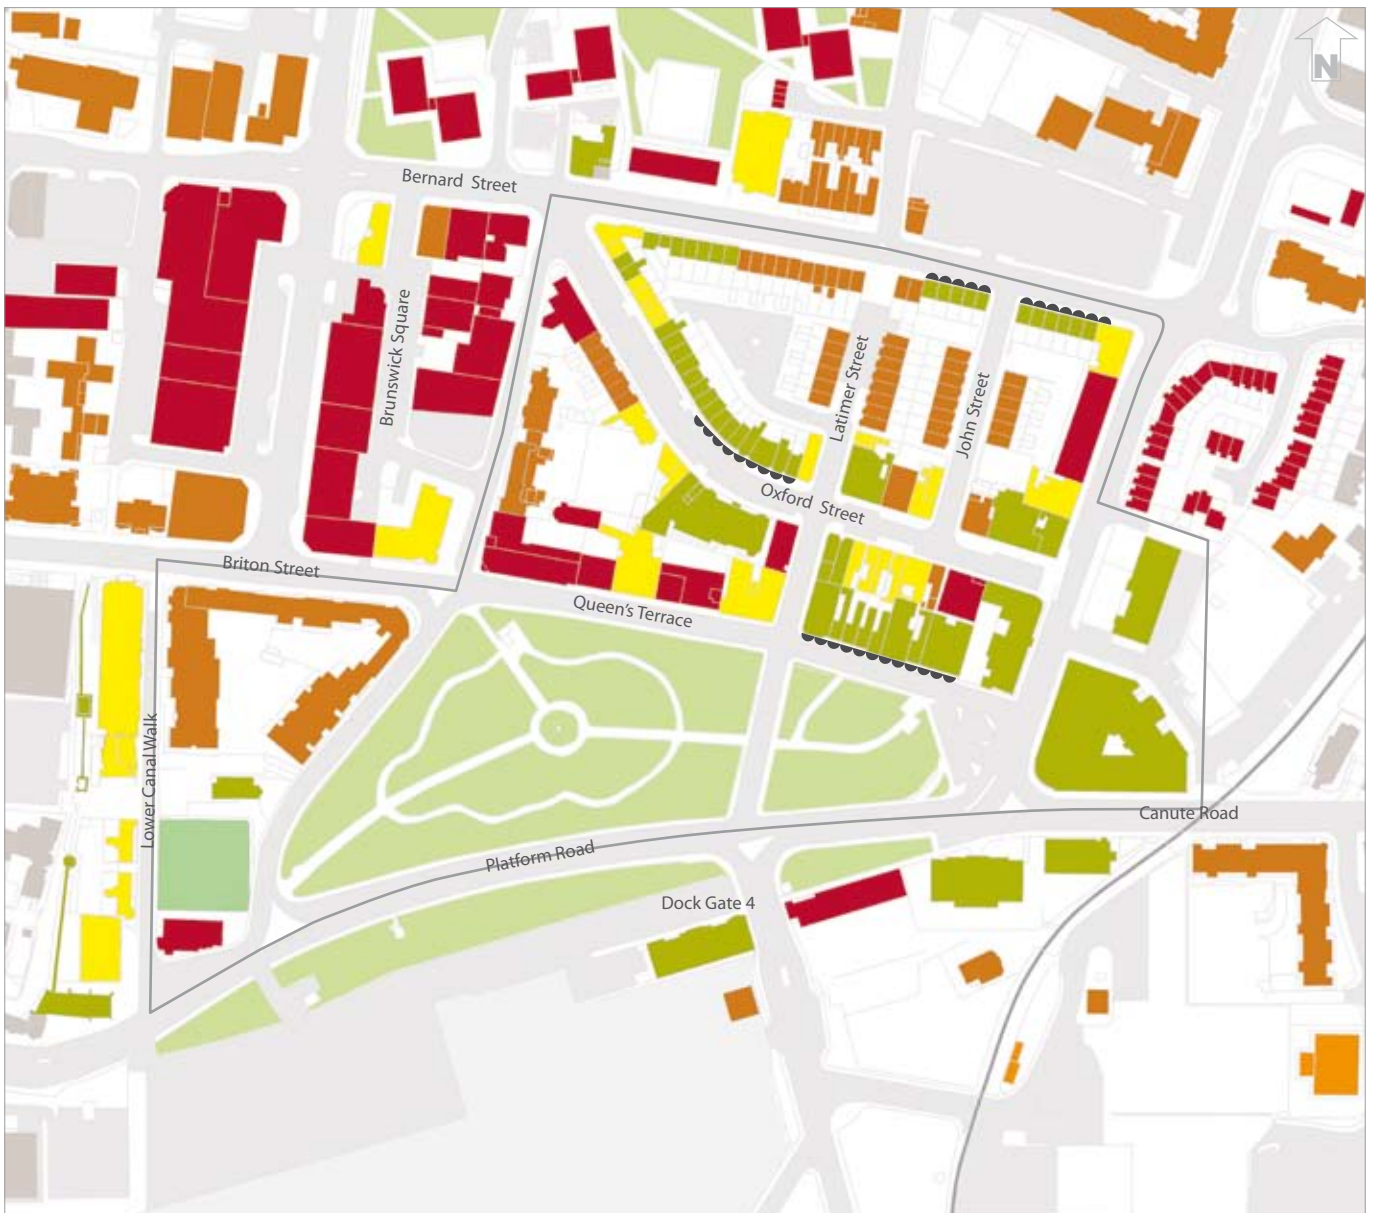 N
Bernard Street
Brunswick Square
Latimer Street
John Street
Oxford Street
Briton Street
Queen's Terrace
Lower Canal Walk
Canute Road
Platform Road
Dock Gate 4